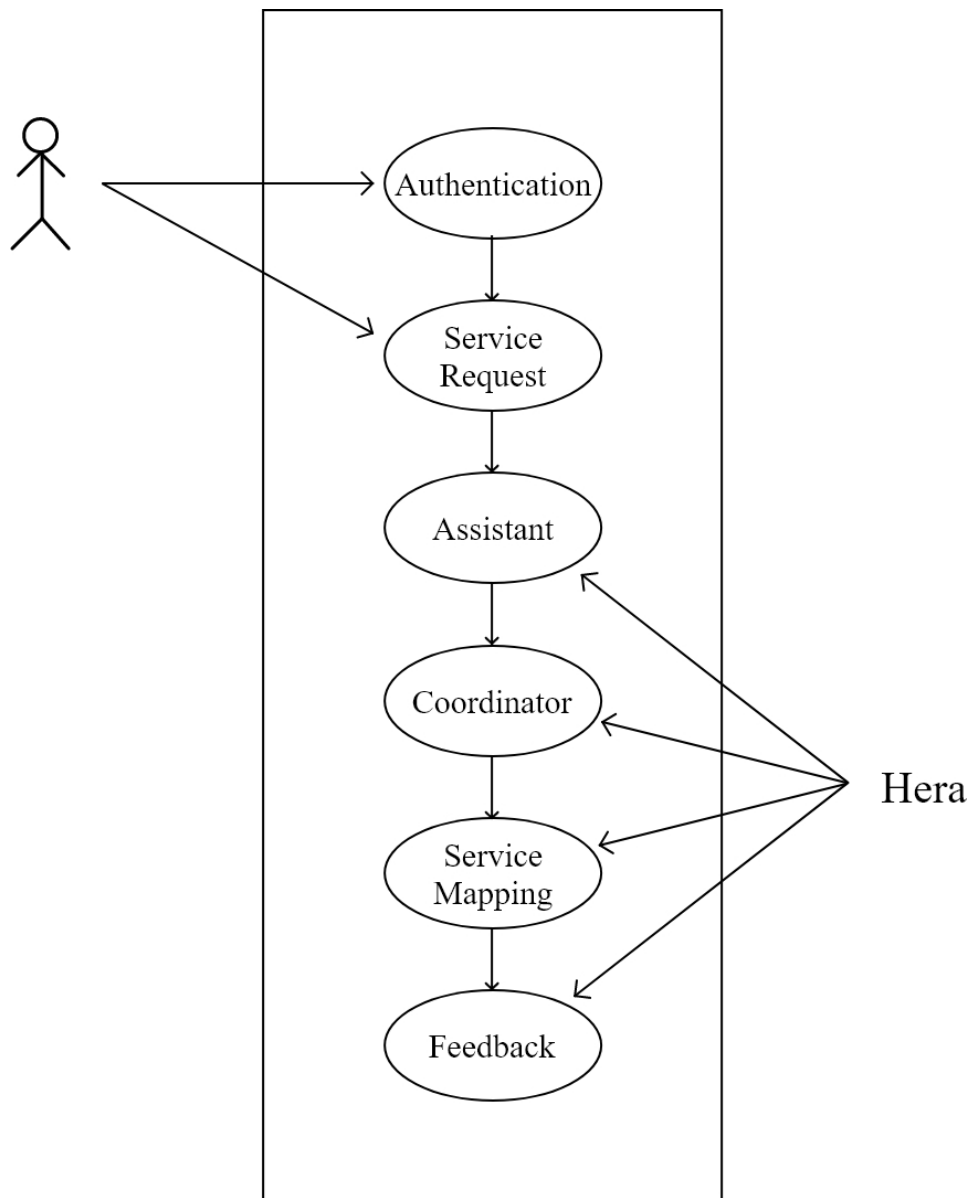 Authentication
Service
Request
Assistant
Coordinator
Hera
Service
Mapping
Feedback